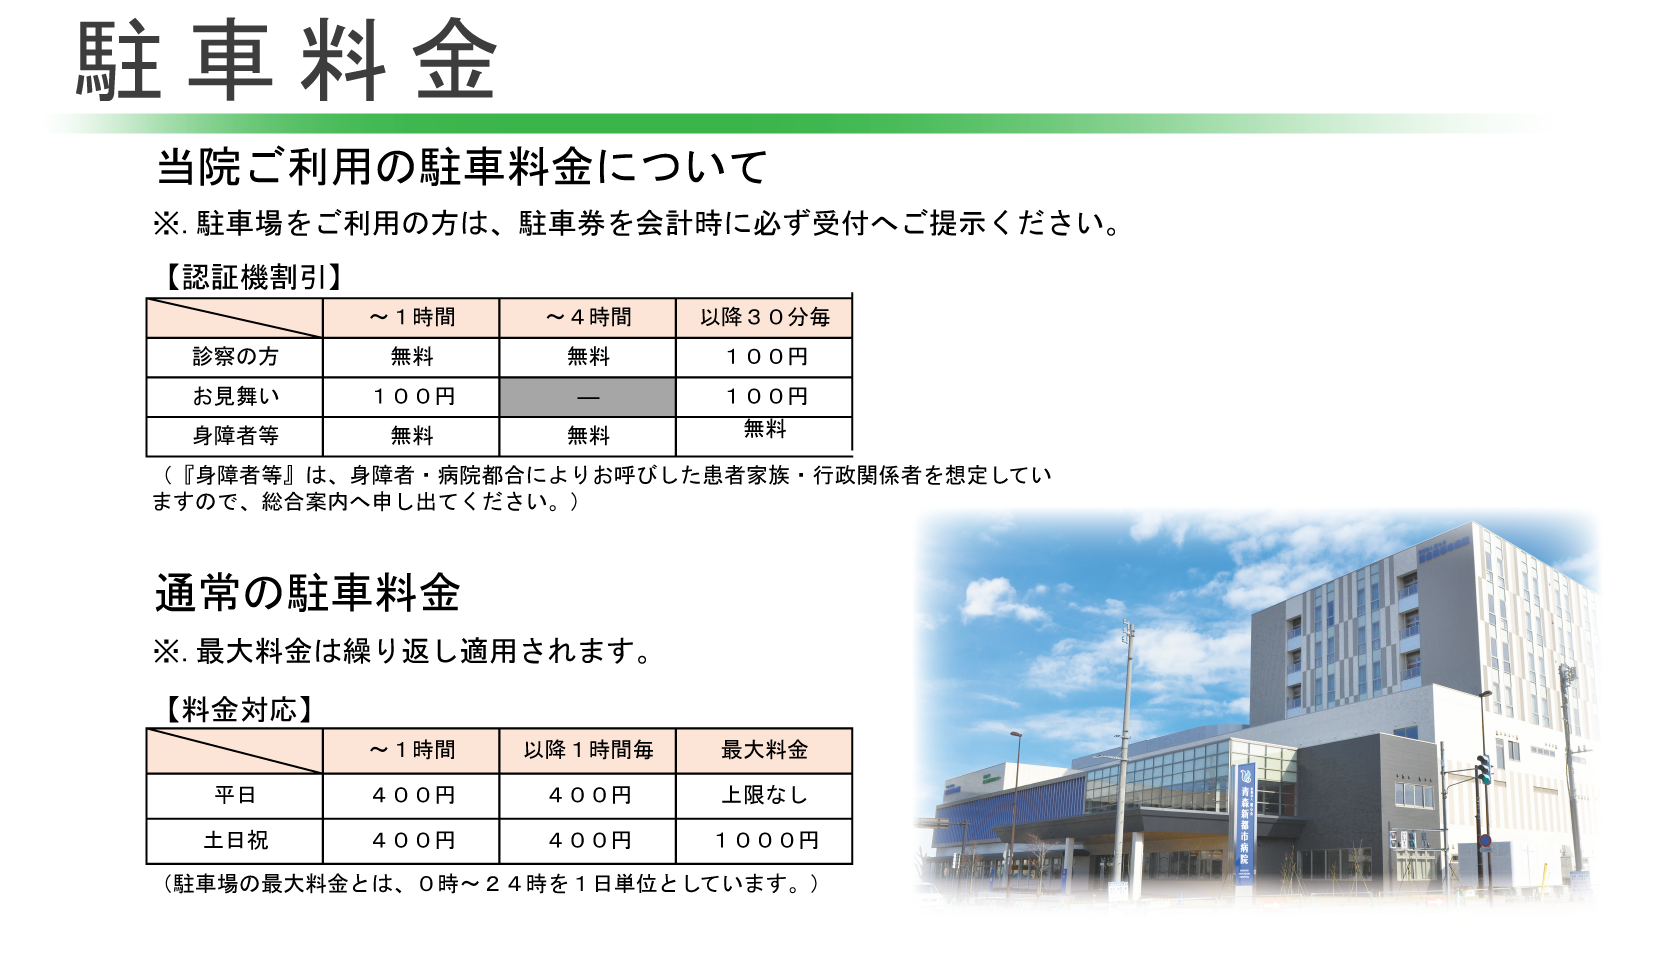 駐車料金
当院ご利用の駐車料金について
※.駐車場をご利用の方は、駐車券を会計時に必ず受付へご提示ください。
【認証機割引】
～１時間 ～４時間 以降３０分毎
診察の方 無料 無料 １００円
お見舞い １００円 ― １００円
身障者等 無料 無料 無料
（『身障者等』は、身障者・病院都合によりお呼びした患者家族・行政関係者を想定してい
ますので、総合案内へ申し出てください。）
通常の駐車料金
※.最大料金は繰り返し適用されます。
【料金対応】
～１時間 以降１時間毎 最大料金
平日 ４００円 ４００円 上限なし
土日祝 ４００円 ４００円 １０００円
（駐車場の最大料金とは、０時～２４時を１日単位としています。）
青森新都市病院